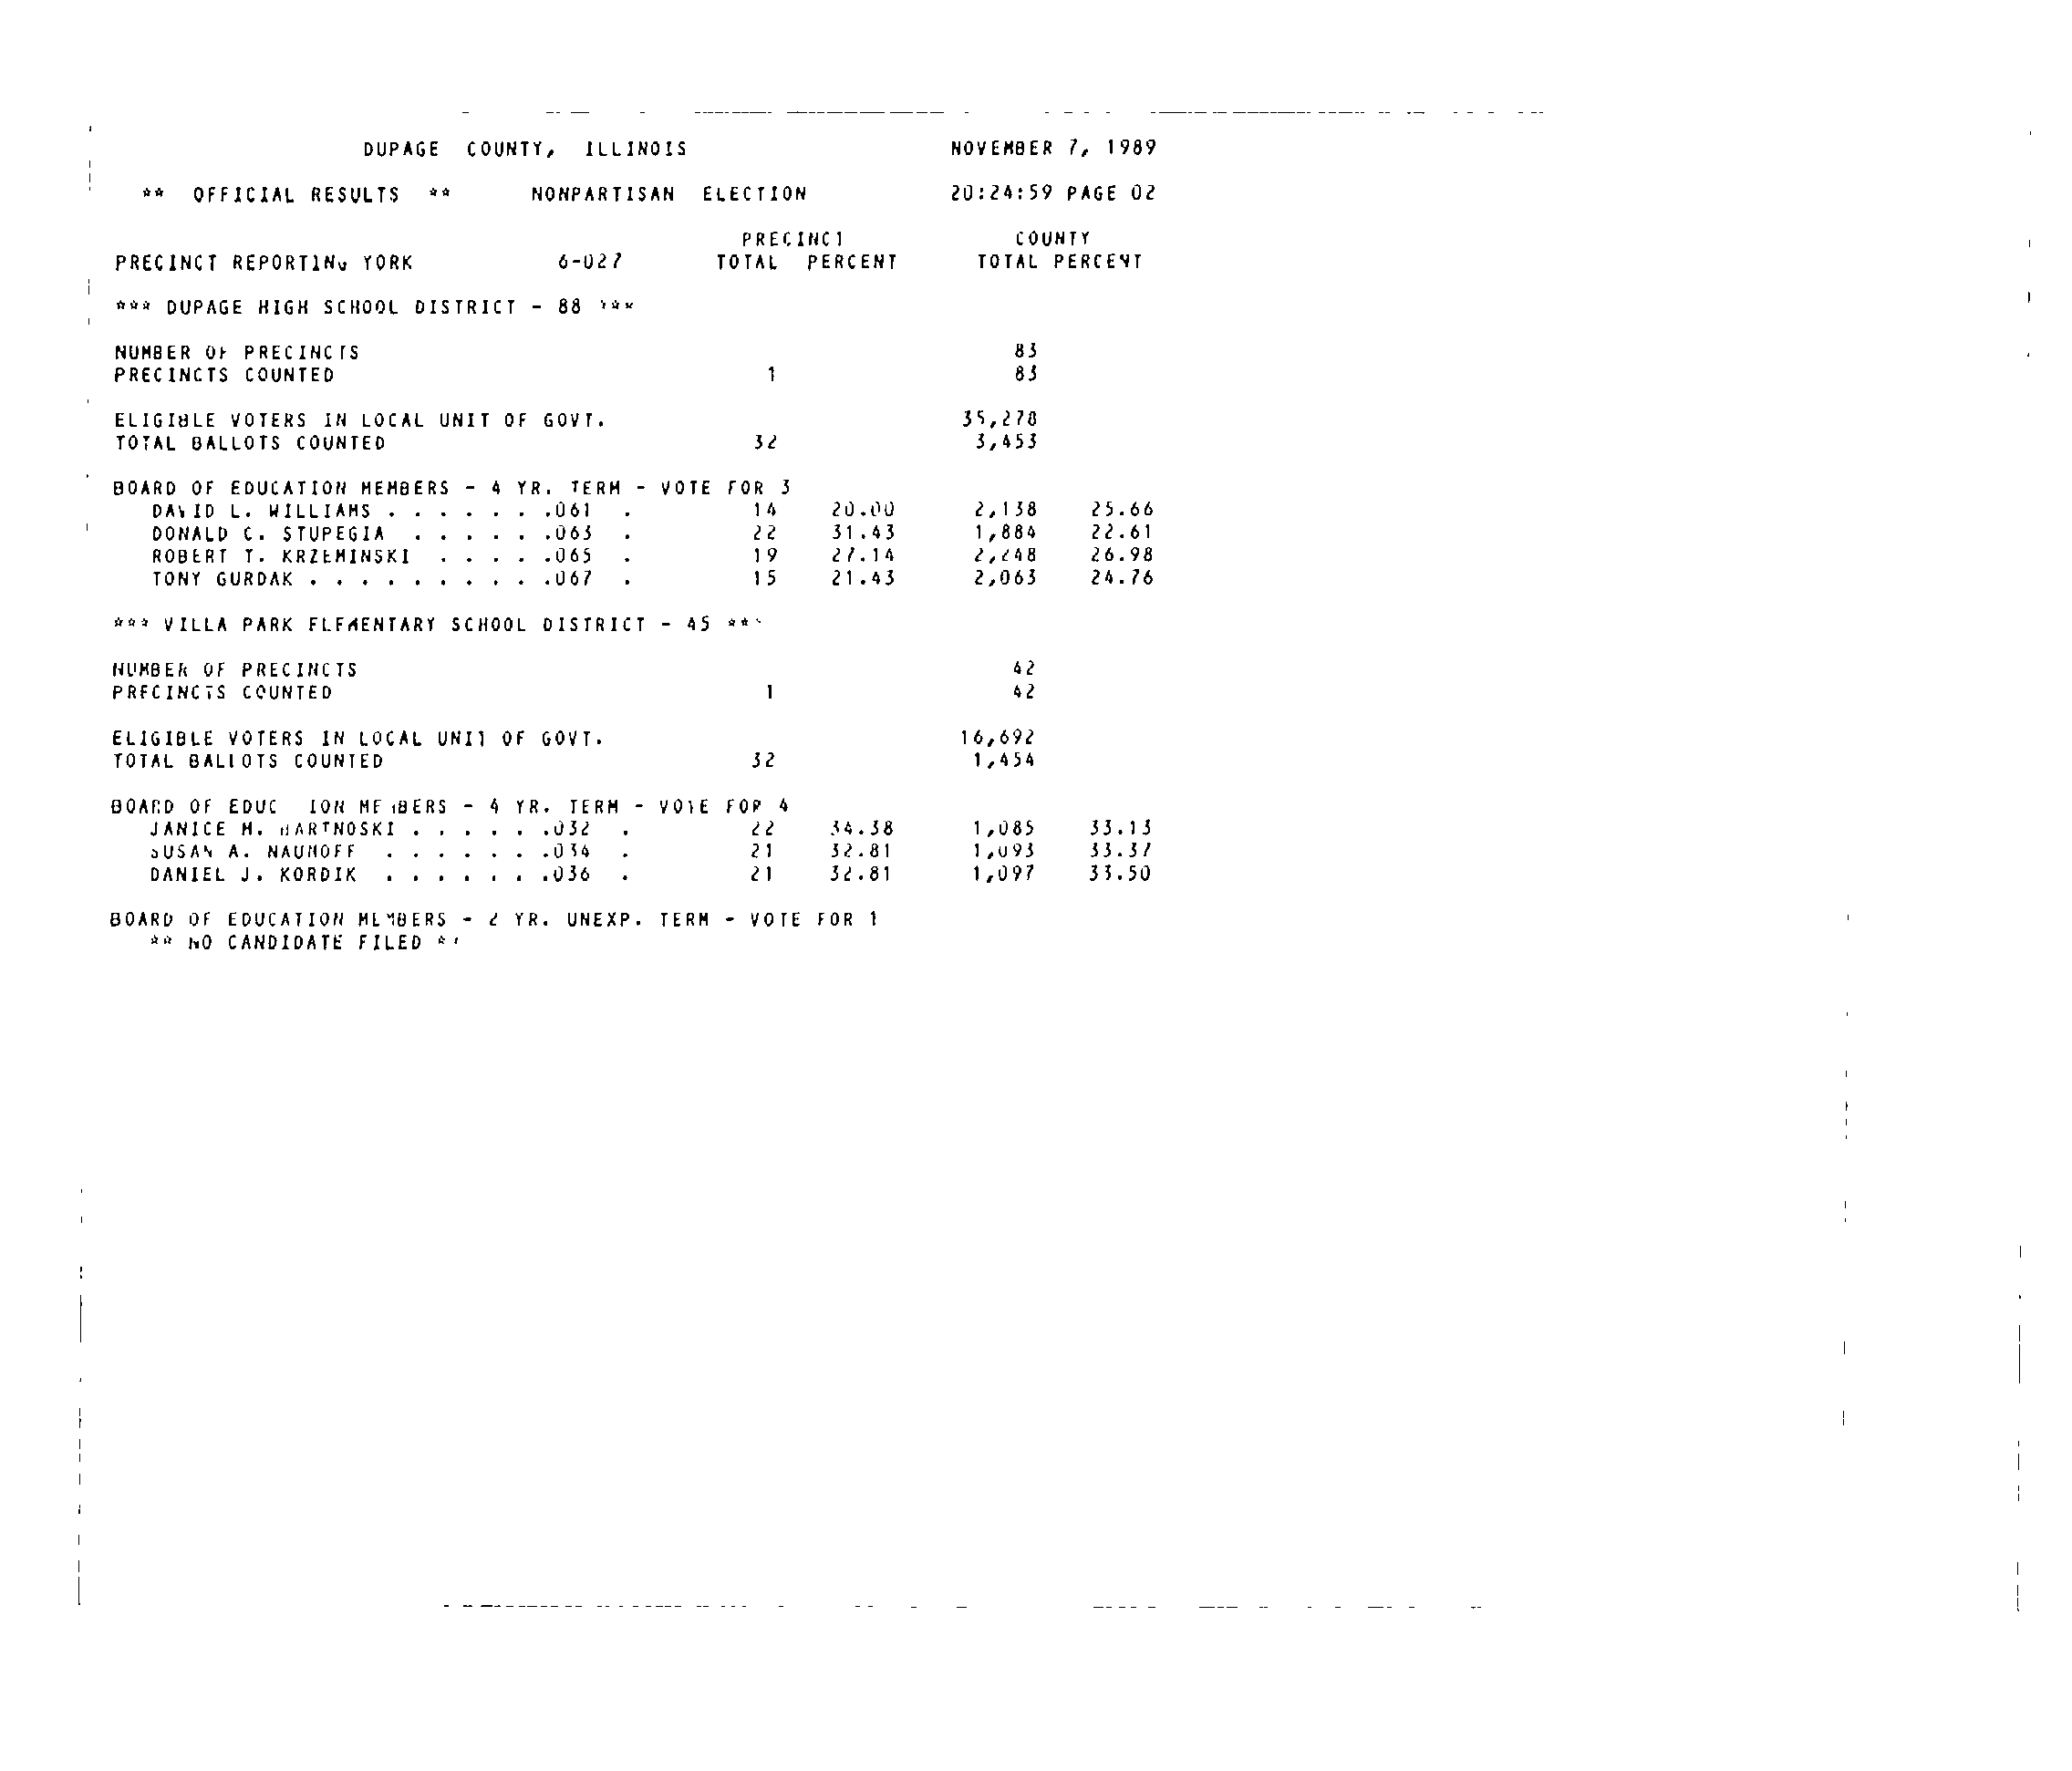 DUPAGE COUNTY, ILLINOIS NOVEMBER 7, 1989
** OFFICIAL RESULTS ** NONPARTISAN ELECTION 20:24:59 PAGE 02
PRECINCT COUNTY
PRECINCT REPORTING YORK 6-027 TOTAL PERCENT TOTAL PERCENT
*** DUPAGE HIGH SCHOOL DISTRICT - 88 ***
NUMBER OF PRECINCTS 83
PRECINCTS COUNTED 1 83
ELIGIBLE VOTERS IN LOCAL UNIT OF GOVT. 35,278
TOTAL BALLOTS COUNTED 32 3,453
BOARD OF EDUCATION MEMBERS - 4 YR. TERM - VOTE FOR 3
DAVID L. WILLIAMS . . . . . . .061 . 14 20.00 2,138 25.66
DONALD C. STUPEGIA . . . . . .063 . 22 31.43 1,884 22.61
ROBERT T. KRZEMINSKI . . . . .065 . 19 27.14 2,248 26.98
TONY GURDAK . . . . . . . . . .067 . 15 21.43 2,063 24.76
*** VILLA PARK ELEMENTARY SCHOOL DISTRICT - 45 ***
NUMBER OF PRECINCTS 42
PRECINCTS COUNTED 1 42
ELIGIBLE VOTERS IN LOCAL UNIT OF GOVT. 16,692
TOTAL BALLOTS COUNTED 32 1,454
BOARD OF EDUC ION MEMBERS - 4 YR. TERM - VOTE FOR 4
JANICE M. BARTNOSKI . . . . . .032 . 22 34.38 1,085 33.13
SUSAN A. NAUMOFF . . . . . . .034 . 21 32.81 1,093 33.37
DANIEL J. KORDIK . . . . . . .036 . 21 32.81 1,097 33.50
BOARD OF EDUCATION MEMBERS - 2 YR. UNEXP. TERM - VOTE FOR 1
** NO CANDIDATE FILED **